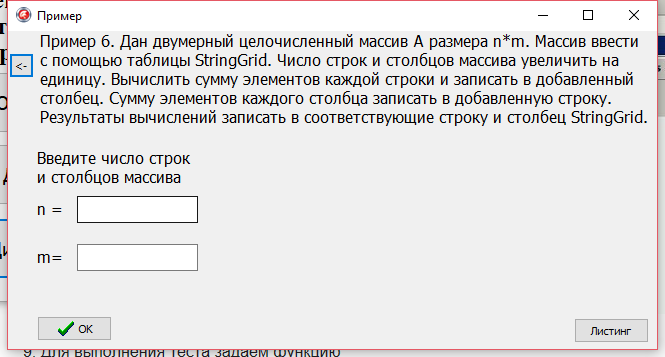 Пример
Пример 6. Дан двумерный целочисленный массив А размера n*m. Массив ввести
<-
с помощью таблицы StringGrid. Число строк и столбцов массива увеличить на
единицу. Вычислить сумму элементов каждой строки и записать в добавленный
столбец. Сумму элементов каждого столбца записать в добавленную строку.
Результаты вычислений записать в соответствующие строку и столбец StringGrid.
Введите число строк
и столбцов массива
n =
m=
OK
Листинг
9. Для выполнения теста задаем функцию